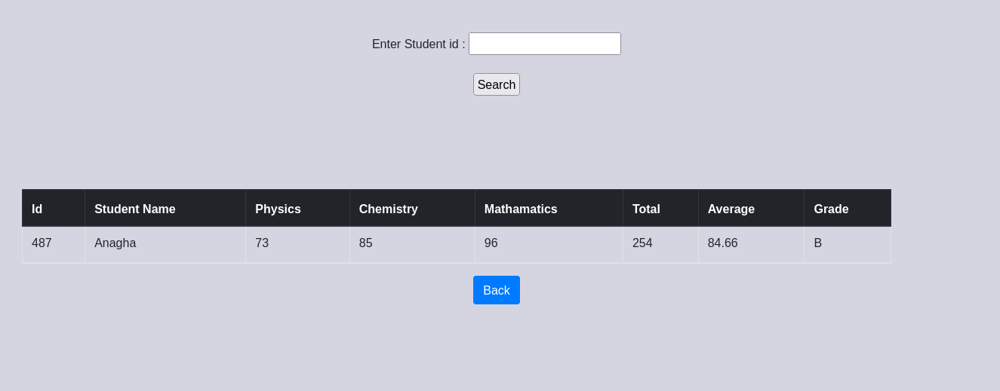 Enter Student id :
Search
Id Student Name Physics Chemistry Mathamatics Total Average Grade
487 Anagha 73 85 96 254 84.66 B
Back